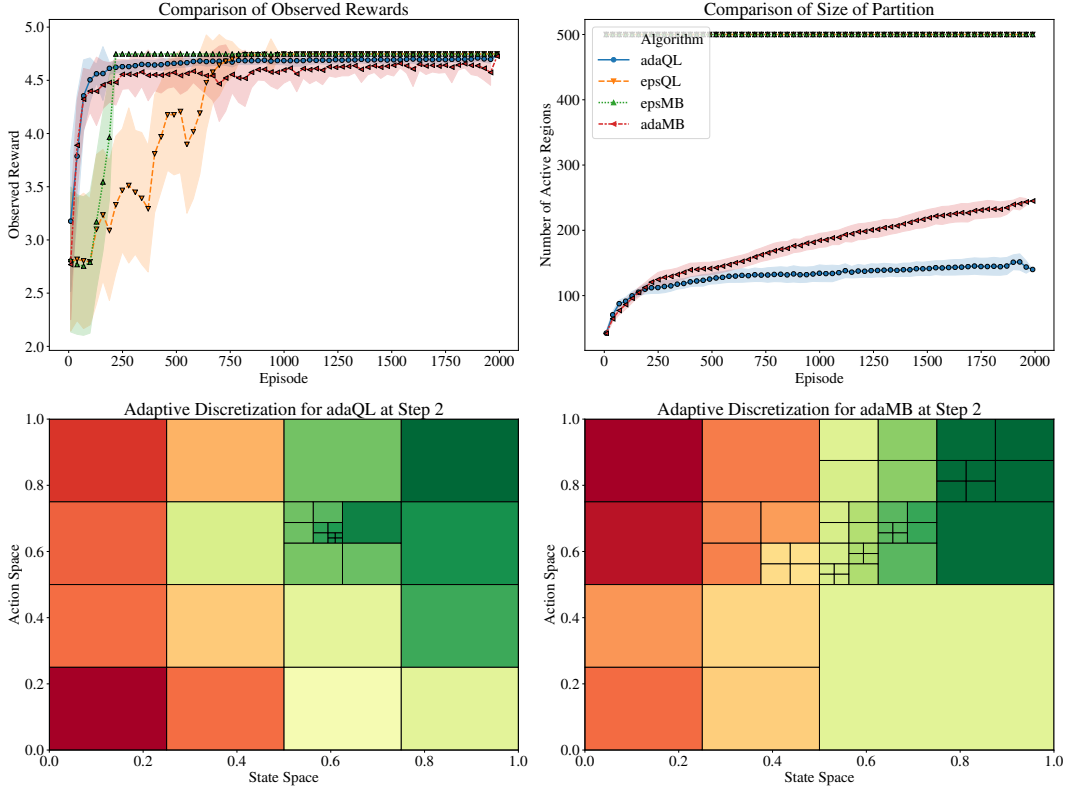 Comparison of Observed Rewards
5.0
4.5
4.0
3.5
3.0
2.5
2.0
Observed Reward
0 250 500 750 1000 1250 1500 1750 2000
Episode
Comparison of Size of Partition
500
400
300
200
100
Number of Active Regions
Algorithm
adaQL
epsQL
epsMB
adaMB
0 250 500 750 1000 1250 1500 1750 2000
Episode
Adaptive Discretization for adaQL at Step 2
1.0
0.8
0.6
0.4
0.2
0.0
Action Space
0.2 0.4 0.6 0.8 1.0
State Space
Adaptive Discretization for adaMB at Step 2
1.0
0.8
0.6
0.4
0.2
0.0
Action Space
0.2 0.4 0.6 0.8 1.0
State Space